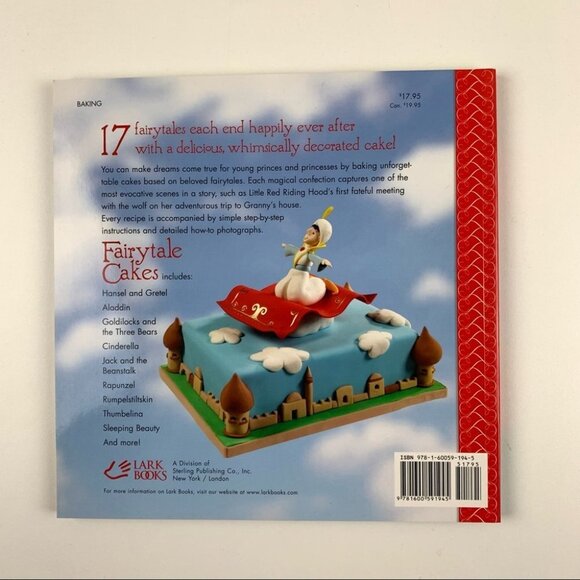 BAKING
$17.95
Can. $19.95
17 fairytales each end happily ever after
with a delicious, whimsically decorated cake!
You can make dreams come true for young princes and princesses by baking unforget-
table cakes based on beloved fairytales. Each magical confection captures one of the
most evocative scenes in a story, such as Little Red Riding Hood's first fateful meeting
with the wolf on her adventurous trip to Granny's house.
Every recipe is accompanied by simple step-by-step
instructions and detailed how-to photographs.
Fairytale
Cakes includes:
Hansel and Gretel
Aladdin
Goldilocks and
the Three Bears
Cinderella
Jack and the
Beanstalk
Rapunzel
Rumpelstiltskin
Thumbelina
Sleeping Beauty
And more!
LARK
BOOKS
A Division of
Sterling Publishing Co., Inc.
New York / London
For more information on Lark Books, visit our website at www.larkbooks.com
ISBN 978-1-60059-194-5
51795
9 781600 591945